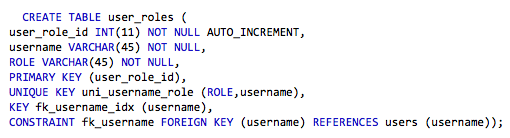 CREATE TABLE user_roles (
user_role_id INT(11) NOT NULL AUTO_INCREMENT,
username VARCHAR(45) NOT NULL,
ROLE VARCHAR(45) NOT NULL,
PRIMARY KEY (user_role_id),
UNIQUE KEY uni_username_role (ROLE,username),
KEY fk_username_idx (username),
CONSTRAINT fk_username FOREIGN KEY (username) REFERENCES users (username));